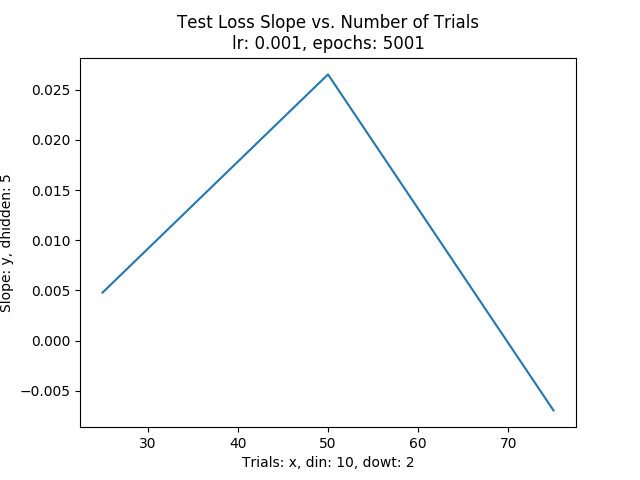 Test Loss Slope vs. Number of Trials
lr: 0.001, epochs: 5001
Slope: y, dhidden: 5
0.025
0.020
0.015
0.010
0.005
0.000
−0.005
30 40 50 60 70
Trials: x, din: 10, dowt: 2